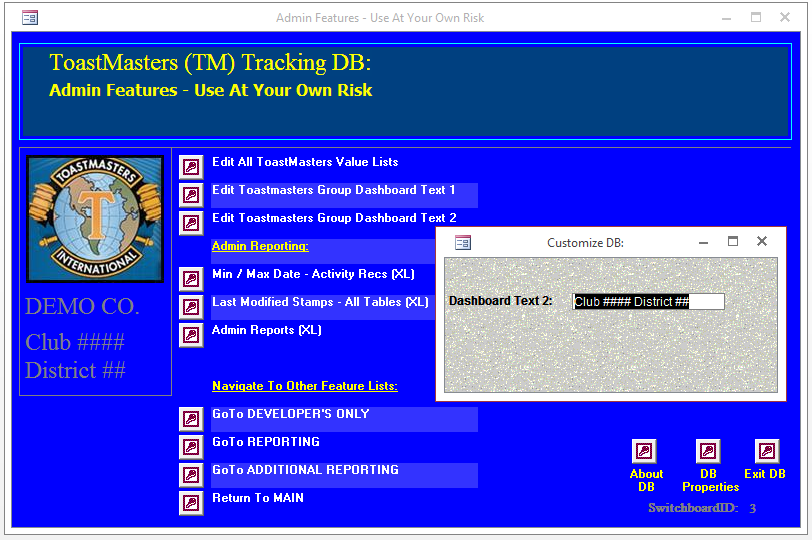 Admin Features - Use At Your Own Risk
ToastMasters (TM) Tracking DB:
Admin Features - Use At Your Own Risk
TOASTMASTERS
INTERNATIONAL
DEMO CO.
Club ####
District ##
Edit All ToastMasters Value Lists
Edit Toastmasters Group Dashboard Text 1
Edit Toastmasters Group Dashboard Text 2
Admin Reporting:
Min / Max Date - Activity Recs (XL)
Last Modified Stamps - All Tables (XL)
Admin Reports (XL)
Navigate To Other Feature Lists:
GoTo DEVELOPER'S ONLY
GoTo REPORTING
GoTo ADDITIONAL REPORTING
Return To MAIN
Customize DB:
Dashboard Text 2: Club #### District ##
About
DB
DB
Properties
Exit DB
SwitchboardID: 3